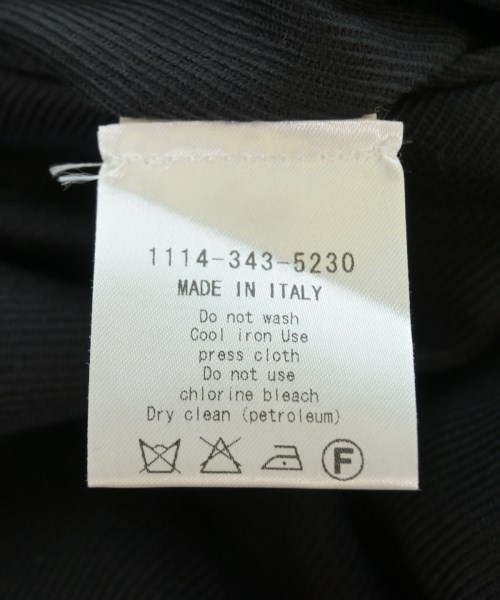 1114-343-5230
MADE IN ITALY
Do not wash
Cool iron Use
press cloth
Do not use
chlorine bleach
Dry clean (petroleum)
F